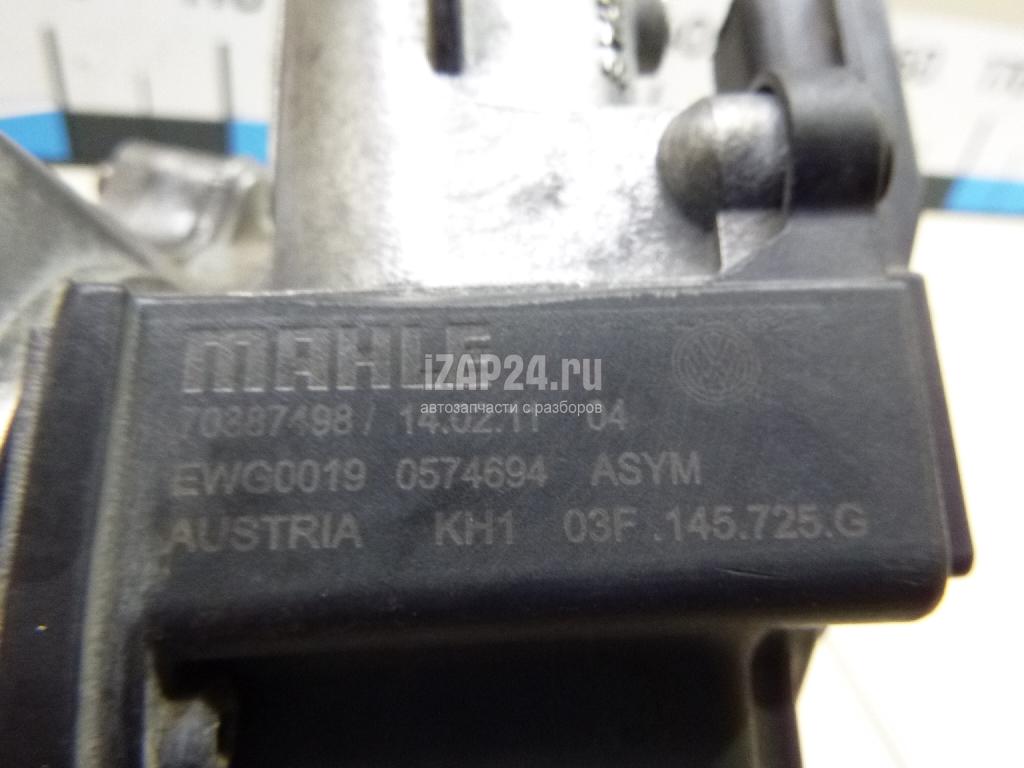 MAHLE
iZAP24.ru
автозапчасти с разборов
70387498/ 14.02.11 04
EWG0019 0574694 ASYM
AUSTRIA KH1 03F.145.725.G